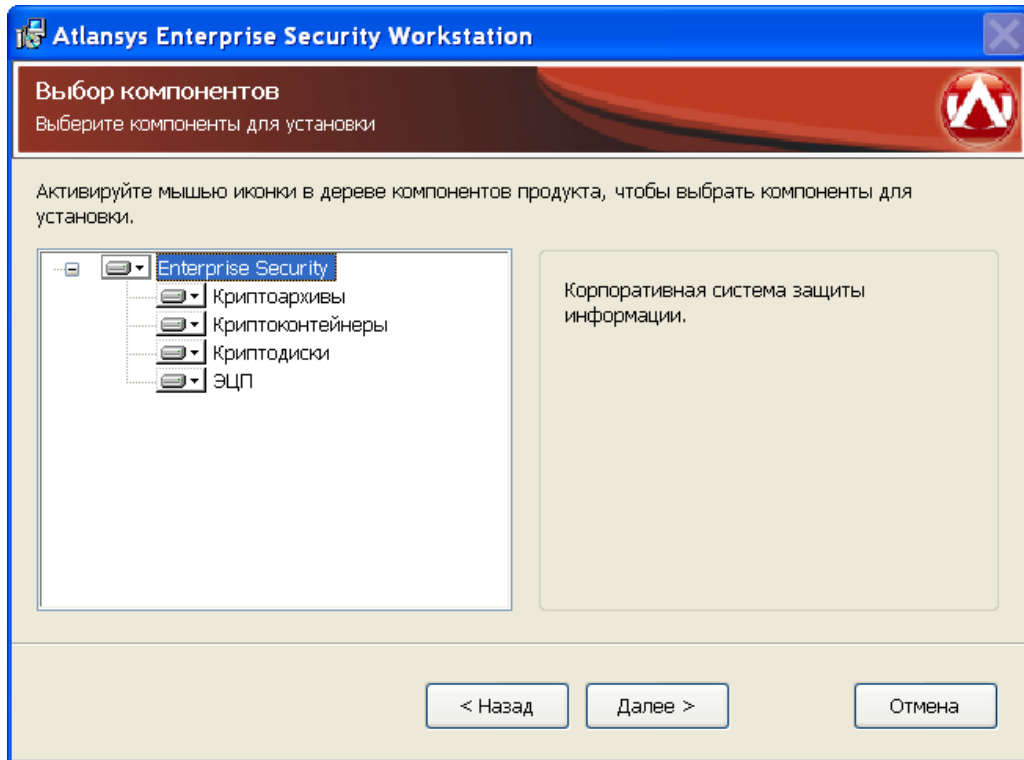 Atlansys Enterprise Security Workstation
Выбор компонентов
Выберите компоненты для установки
Активируйте мышью иконки в дереве компонентов продукта, чтобы выбрать компоненты для
установки.
Enterprise Security
Криптоархивы
Криптоконтейнеры
Криптодиски
ЭЦП
Корпоративная система защиты
информации.
< Назад
Далее >
Отмена